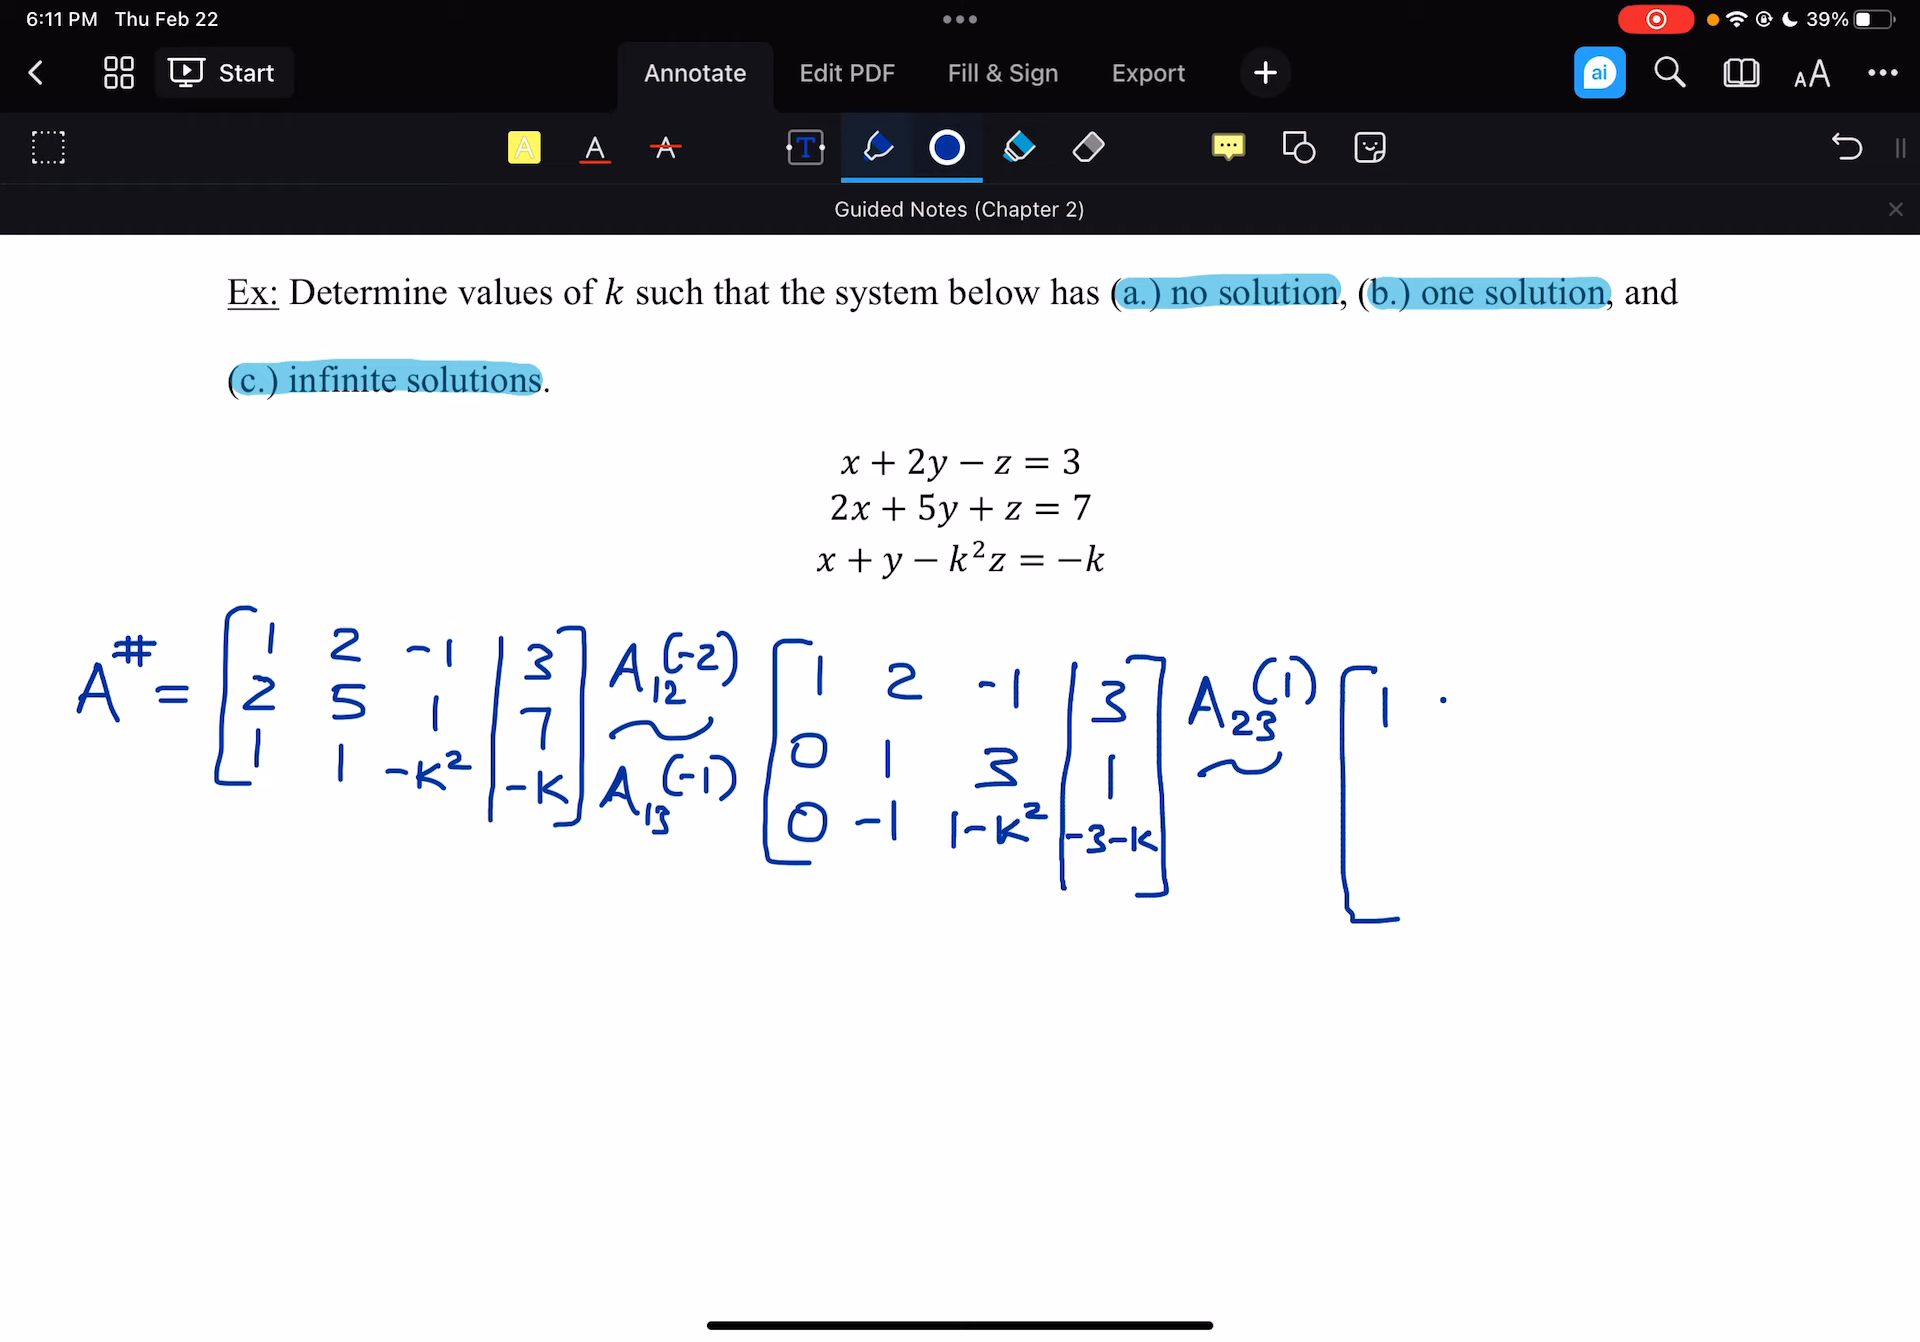 6:11 PM Thu Feb 22
39%
Start
Annotate Edit PDF Fill & Sign Export +
ai
AA
A A A T
Guided Notes (Chapter 2)
Ex: Determine values of k such that the system below has (a.) no solution, (b.) one solution, and
(c.) infinite solutions.
x + 2y − z = 3
2x + 5y + z = 7
x + y − k²z = −k
A^# = [1 2 -1 | 3] A₁₂(-2) [1 2 -1 | 3] A₂₃(1) [1
2 5 1 | 7 ~ 0 1 3 | 1 ~
1 1 -k² | -k A₁₃(-1) 0 -1 1-k² | -3-k